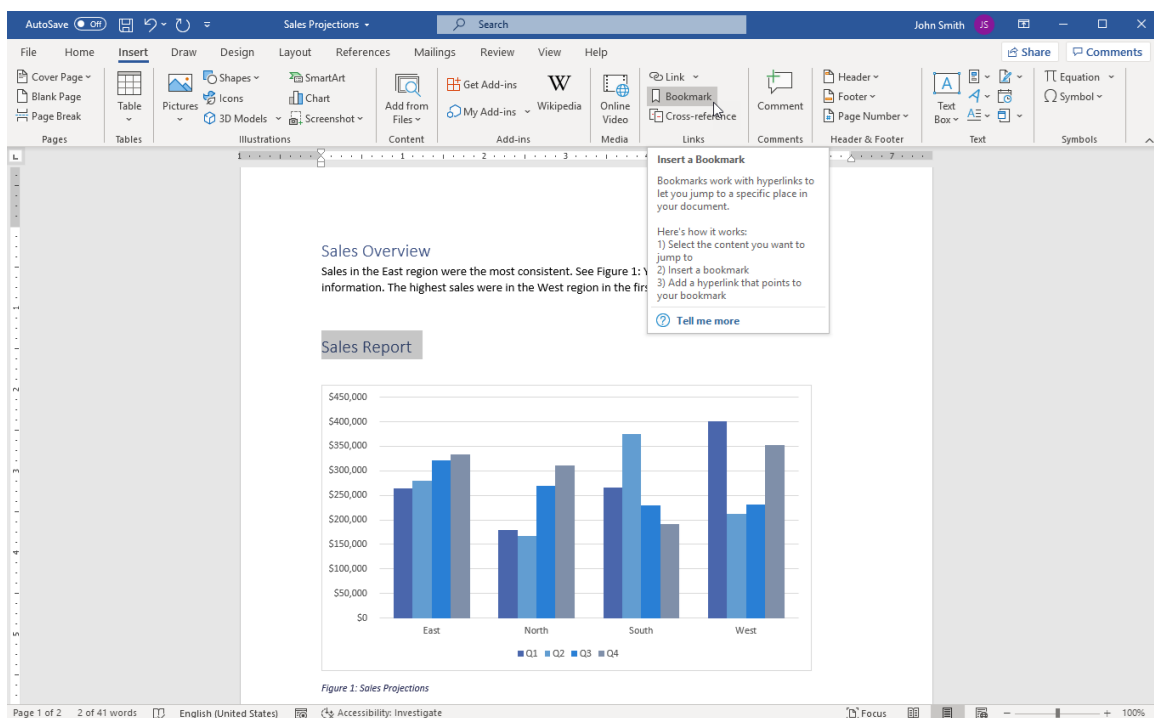 AutoSave Off Sales Projections Search John Smith JS
File Home Insert Draw Design Layout References Mailings Review View Help Share Comments
Cover Page
Blank Page
Page Break
Pages
Table
Tables
Pictures
Shapes
Icons
3D Models
SmartArt
Chart
Screenshot
Illustrations
Add from
Files
Content
Get Add-ins
My Add-ins
W
Wikipedia
Add-ins
Online
Video
Media
Link
Bookmark
Cross-reference
Links
Comment
Comments
Header
Footer
Page Number
Header & Footer
A
Text
Box
Text
Equation
Symbol
Symbols
1 1 2 3 7
Insert a Bookmark
Bookmarks work with hyperlinks to
let you jump to a specific place in
your document.
Here's how it works:
1) Select the content you want to
jump to
2) Insert a bookmark
3) Add a hyperlink that points to
your bookmark
Tell me more
Sales Overview
Sales in the East region were the most consistent. See Figure 1:
information. The highest sales were in the West region in the
Sales Report
$450,000
$400,000
$350,000
$300,000
$250,000
$200,000
$150,000
$100,000
$50,000
$0
East North South West
Q1 Q2 Q3 Q4
Figure 1: Sales Projections
Page 1 of 2 2 of 41 words English (United States) Accessibility: Investigate Focus 100%